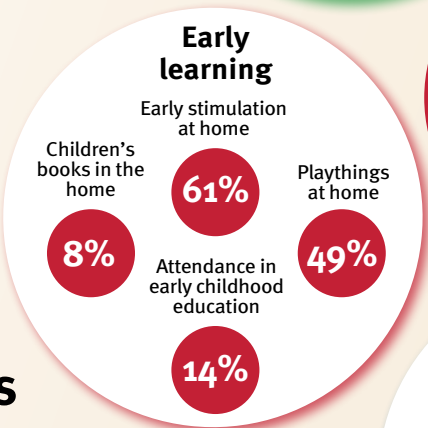 Early
learning
Early stimulation
at home
61%
Children's
books in the
home
8%
Playthings
at home
49%
Attendance in
early childhood
education
14%
s